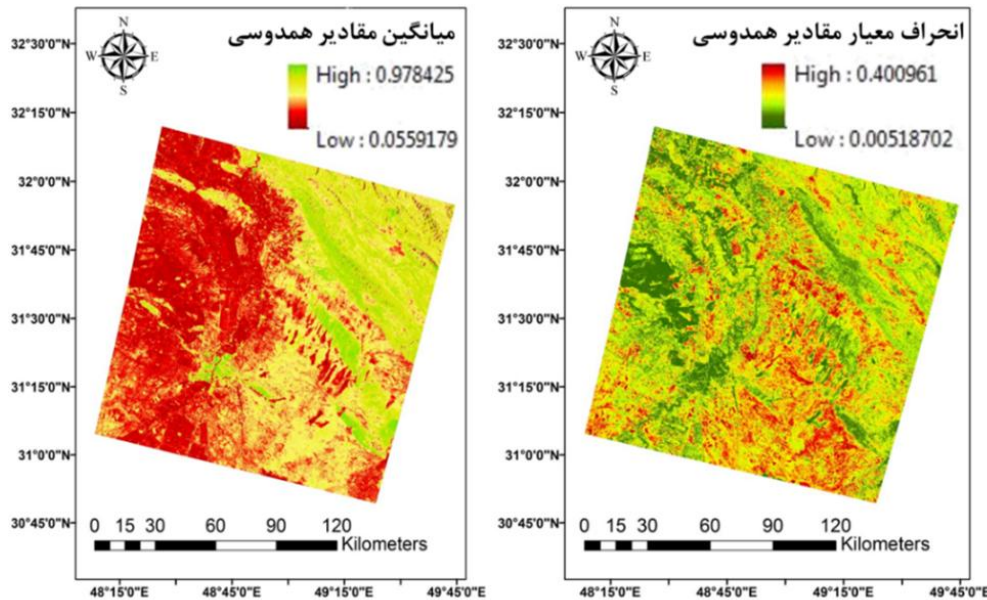 میانگین مقادیر همدوسی
N
W E
S
High : 0.978425
Low : 0.0559179
32°30'0"N
32°15'0"N
32°0'0"N
31°45'0"N
31°30'0"N
31°15'0"N
31°0'0"N
30°45'0"N
0 15 30 60 90 120
Kilometers
48°15'0"E 48°45'0"E 49°15'0"E 49°45'0"E
انحراف معیار مقادیر همدوسی
N
W E
S
High : 0.400961
Low : 0.00518702
32°30'0"N
32°15'0"N
32°0'0"N
31°45'0"N
31°30'0"N
31°15'0"N
31°0'0"N
30°45'0"N
0 15 30 60 90 120
Kilometers
48°15'0"E 48°45'0"E 49°15'0"E 49°45'0"E